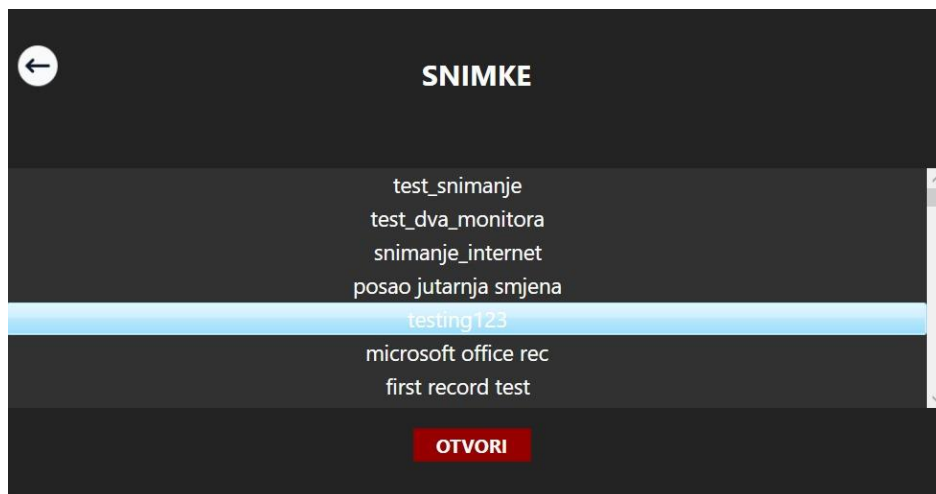 SNIMKE
test_snimanje
test_dva_monitora
snimanje_internet
posao jutarnja smjena
testing123
microsoft office rec
first record test
OTVORI